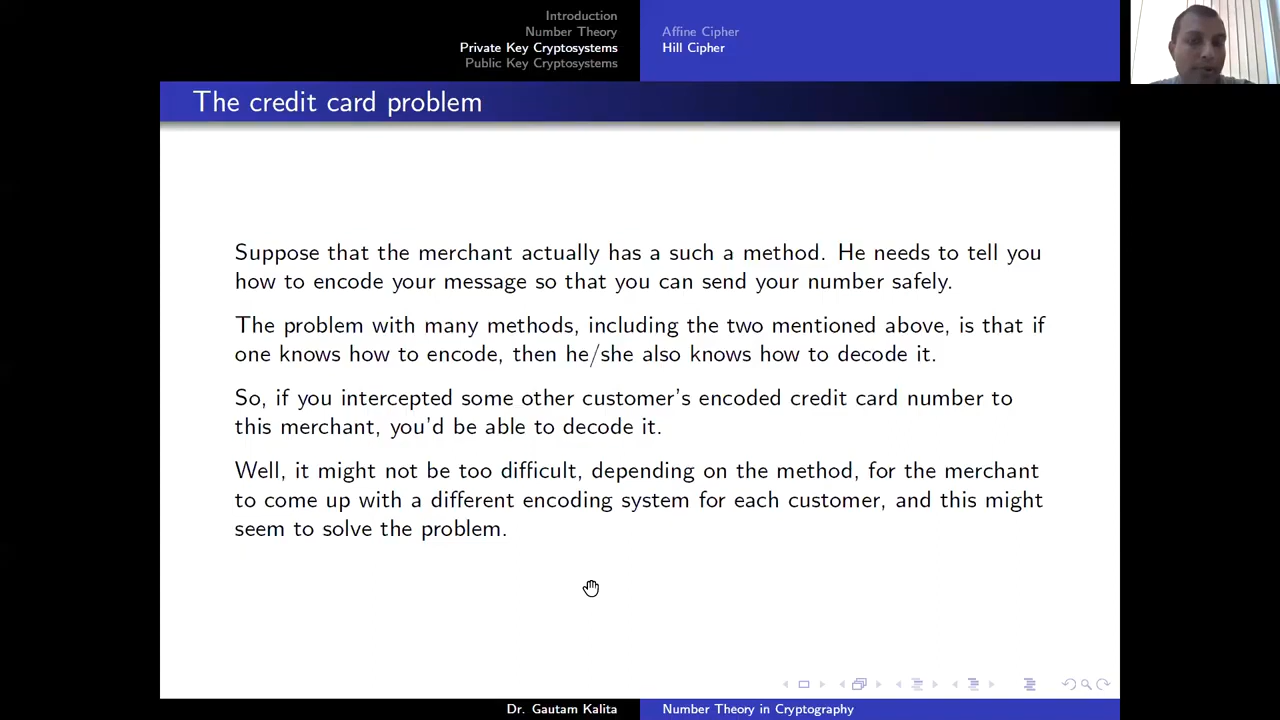 Introduction
Number Theory
Private Key Cryptosystems
Public Key Cryptosystems
Affine Cipher
Hill Cipher
The credit card problem
Suppose that the merchant actually has a such a method. He needs to tell you
how to encode your message so that you can send your number safely.
The problem with many methods, including the two mentioned above, is that if
one knows how to encode, then he/she also knows how to decode it.
So, if you intercepted some other customer's encoded credit card number to
this merchant, you'd be able to decode it.
Well, it might not be too difficult, depending on the method, for the merchant
to come up with a different encoding system for each customer, and this might
seem to solve the problem.
Dr. Gautam Kalita
Number Theory in Cryptography